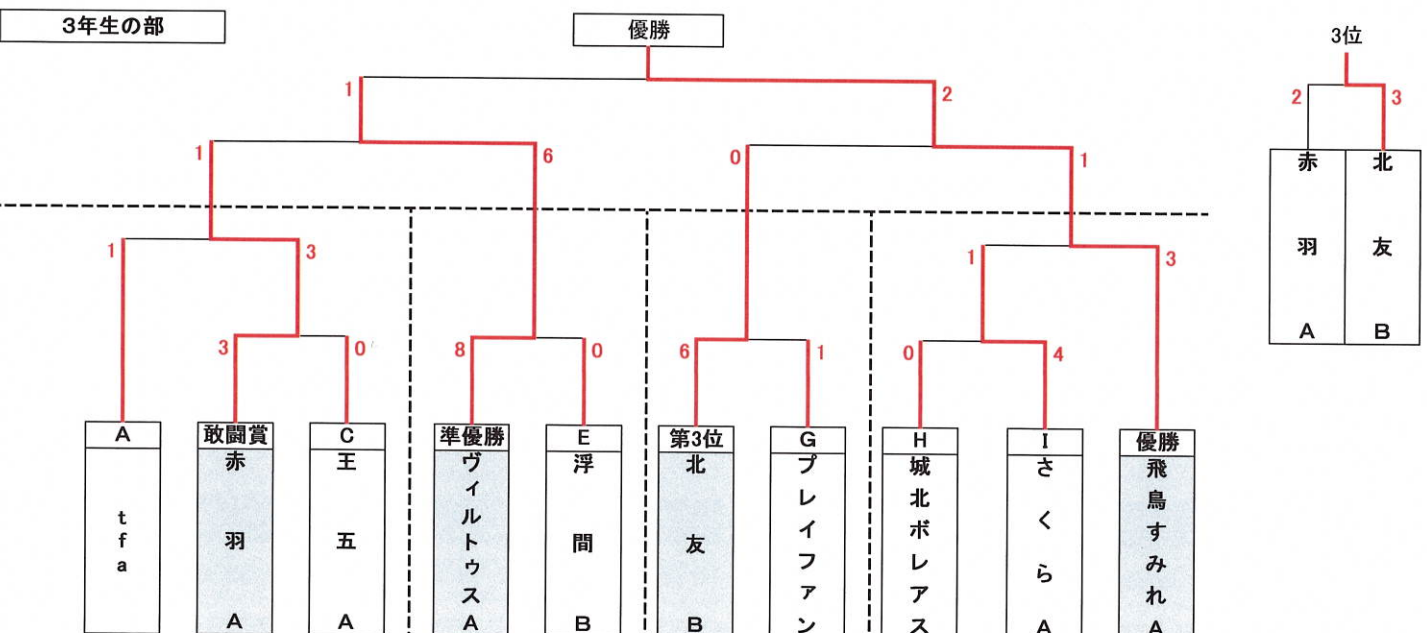 3年生の部
優勝
3位
1
2
2
3
1
6
0
1
赤羽A
北友B
1
3
1
3
3
0
8
0
6
1
0
4
A
敢闘賞
C
準優勝
E
第3位
G
H
I
優勝
tfa
赤羽A
王五A
ヴィルトゥスA
浮間B
北友B
プレイファン
城北ボレアス
さくらA
飛鳥すみれA